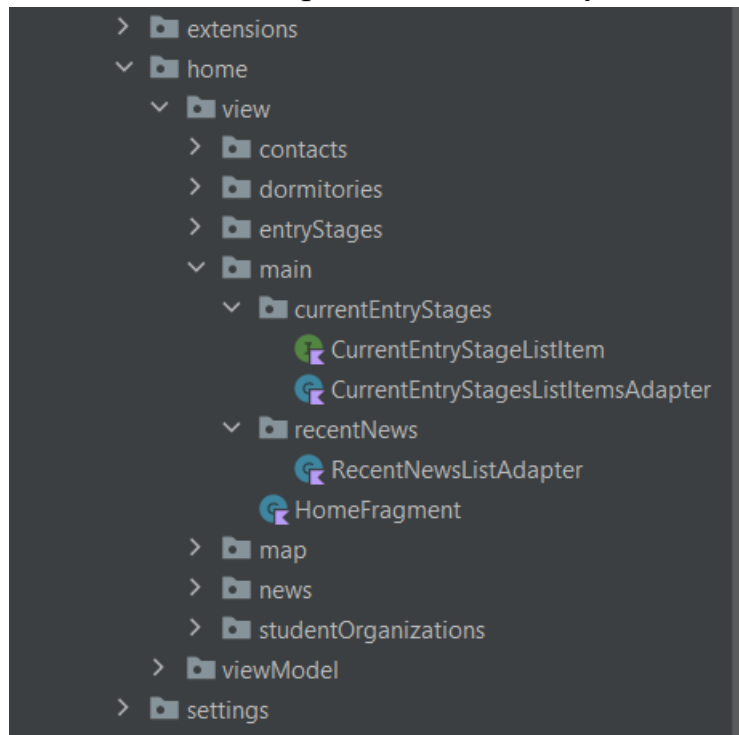 extensions
home
view
contacts
dormitories
entryStages
main
currentEntryStages
CurrentEntryStageListItem
CurrentEntryStagesListItemsAdapter
recentNews
RecentNewsListAdapter
HomeFragment
map
news
studentOrganizations
viewModel
settings